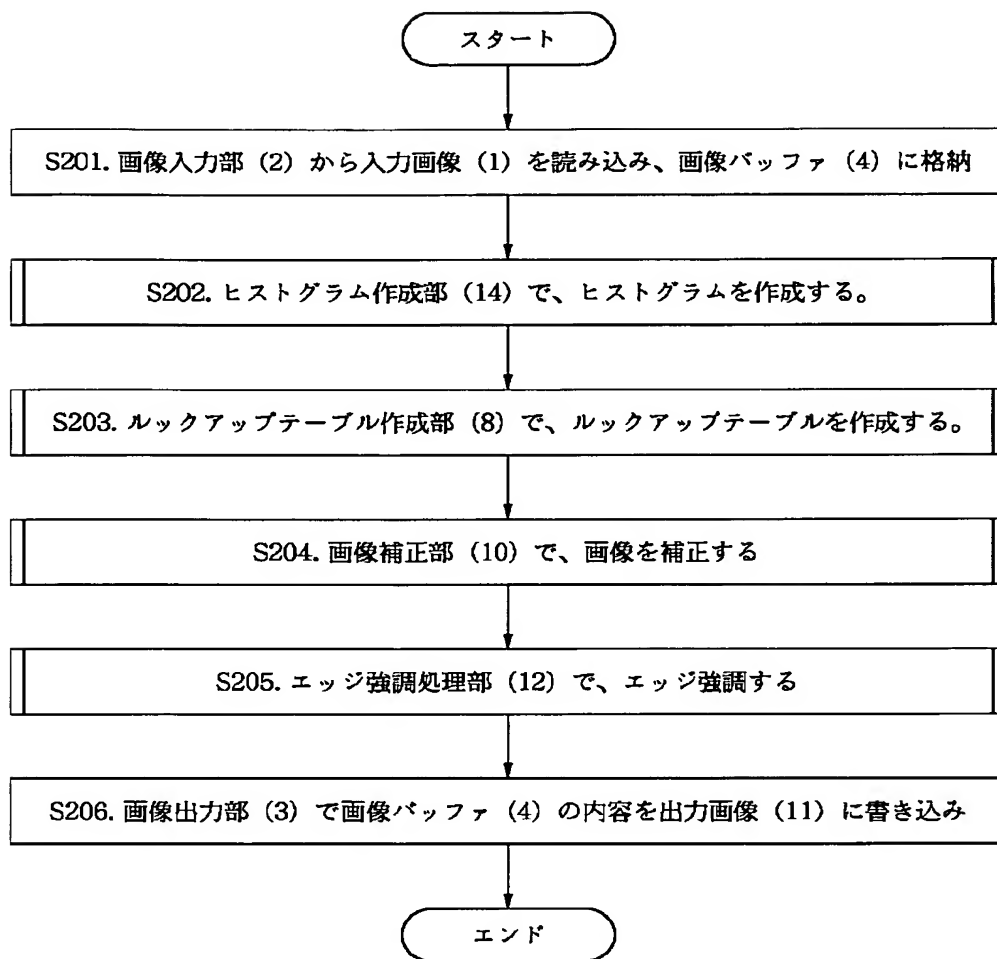 スタート
S201. 画像入力部（2）から入力画像（1）を読み込み、画像バッファ（4）に格納
S202. ヒストグラム作成部（14）で、ヒストグラムを作成する。
S203. ルックアップテーブル作成部（8）で、ルックアップテーブルを作成する。
S204. 画像補正部（10）で、画像を補正する
S205. エッジ強調処理部（12）で、エッジ強調する
S206. 画像出力部（3）で画像バッファ（4）の内容を出力画像（11）に書き込み
エンド